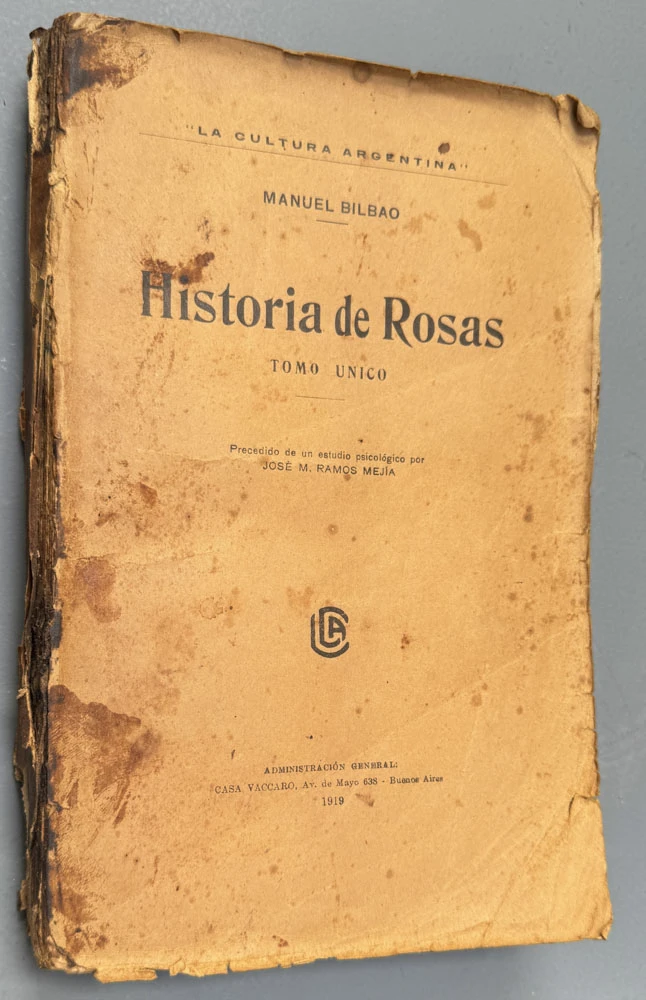 "LA CULTURA ARGENTINA"
MANUEL BILBAO
Historia de Rosas
TOMO UNICO
Precedido de un estudio psicológico por
JOSÉ M. RAMOS MEJÍA
LCA
ADMINISTRACIÓN GENERAL:
CASA VACCARO, Av. de Mayo 638 - Buenos Aires
1919